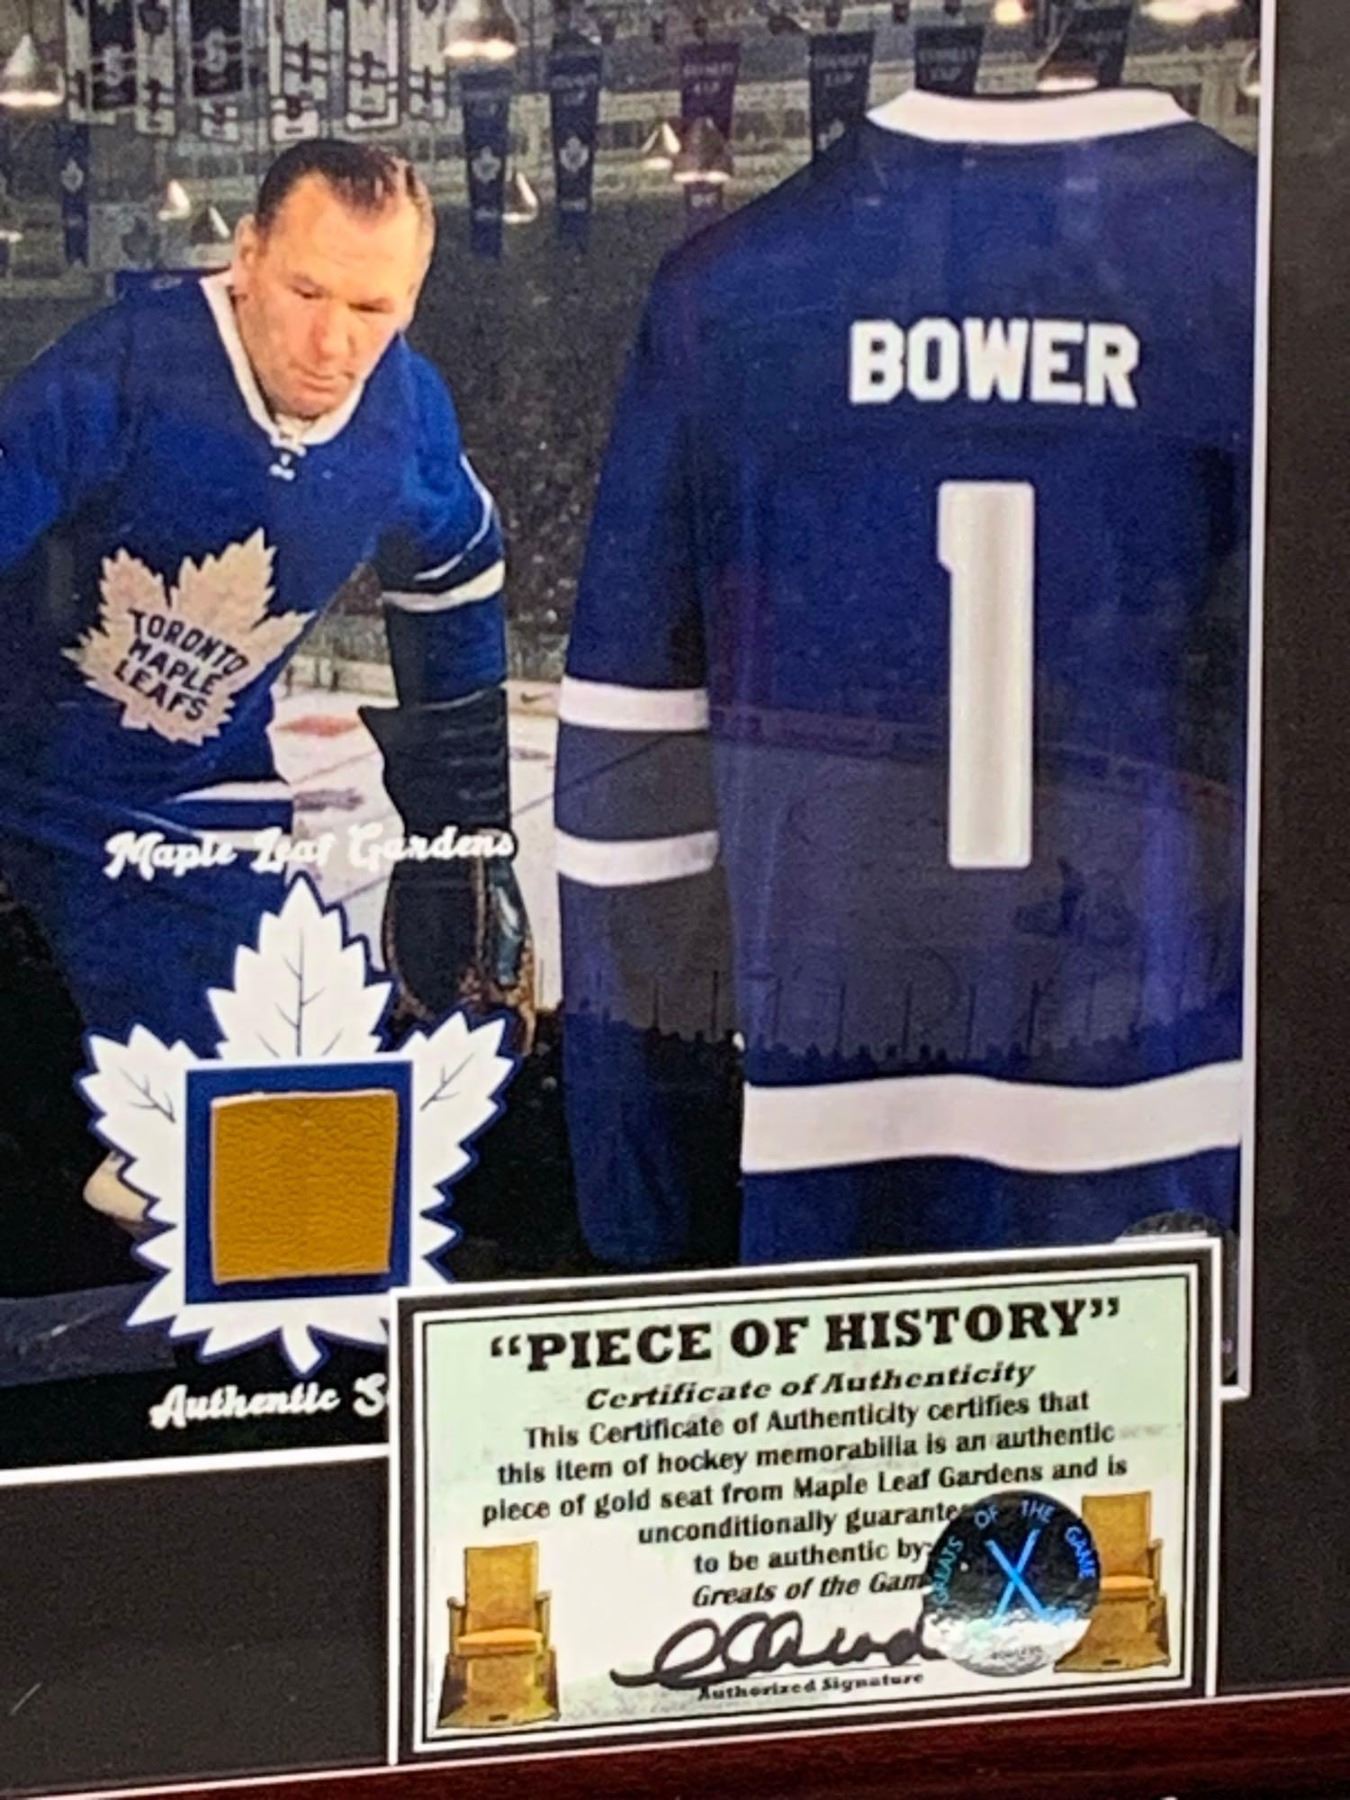 BOWER
1
TORONTO
MAPLE
LEAFS
Maple Leaf Gardens
Authentic
"PIECE OF HISTORY"
Certificate of Authenticity
This Certificate of Authenticity certifies that
this item of hockey memorabilia is an authentic
piece of gold seat from Maple Leaf Gardens and is
unconditionally guarantee
to be authentic by:
Greats of the Gam
GREATS OF THE GAME
Authorized Signature